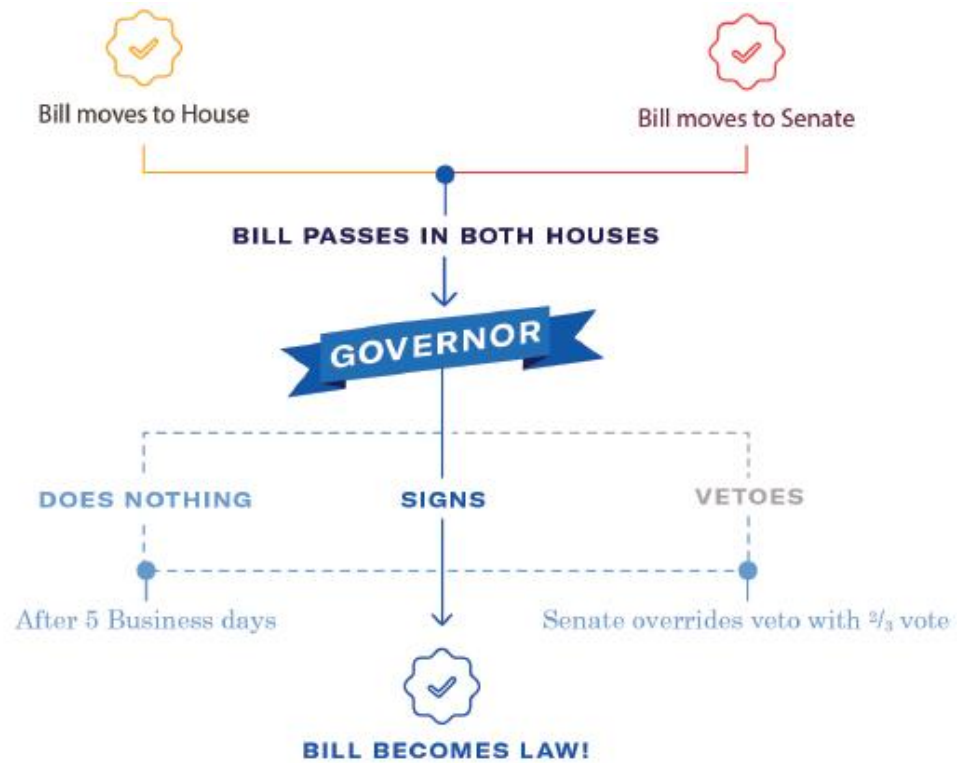 Bill moves to House
Bill moves to Senate
BILL PASSES IN BOTH HOUSES
GOVERNOR
DOES NOTHING
SIGNS
VETOES
After 5 Business days
Senate overrides veto with ²/₃ vote
BILL BECOMES LAW!